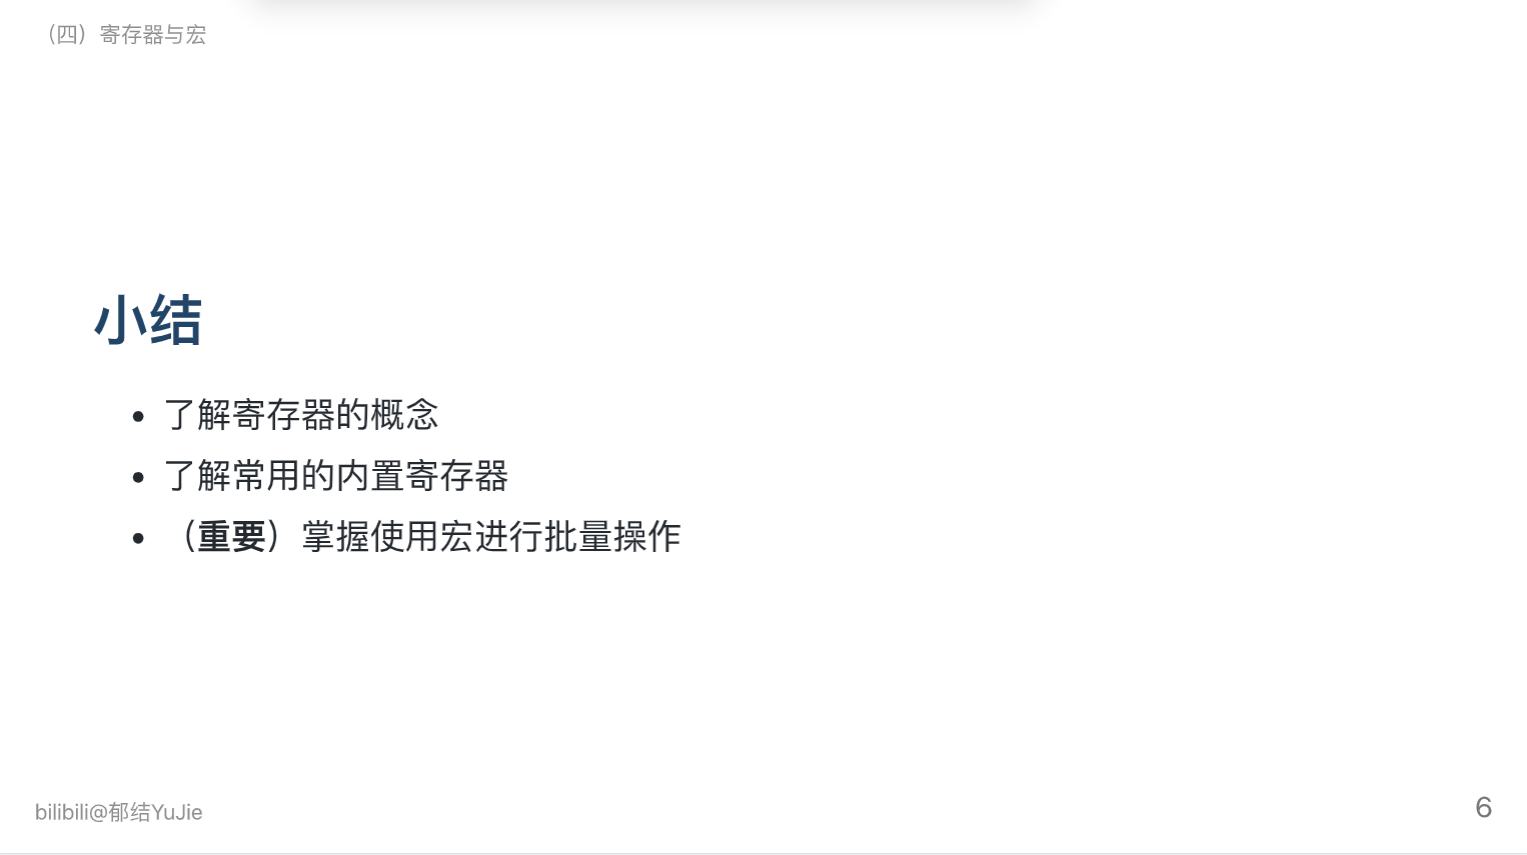 （四）寄存器与宏
小结
• 了解寄存器的概念
• 了解常用的内置寄存器
• （重要）掌握使用宏进行批量操作
bilibili@郁结YuJie
6